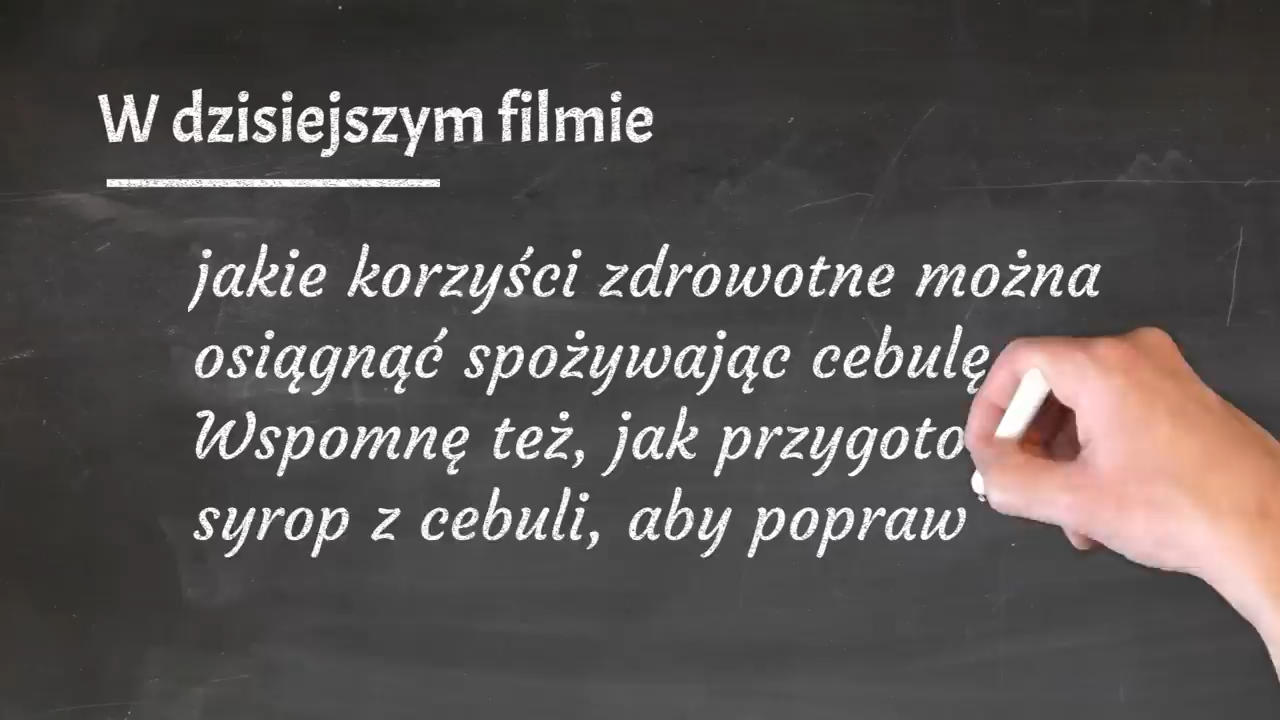 W dzisiejszym filmie
jakie korzyści zdrowotne można
osiągnąć spożywając cebulę
Wspomnę też, jak przygoto
syrop z cebuli, aby popraw